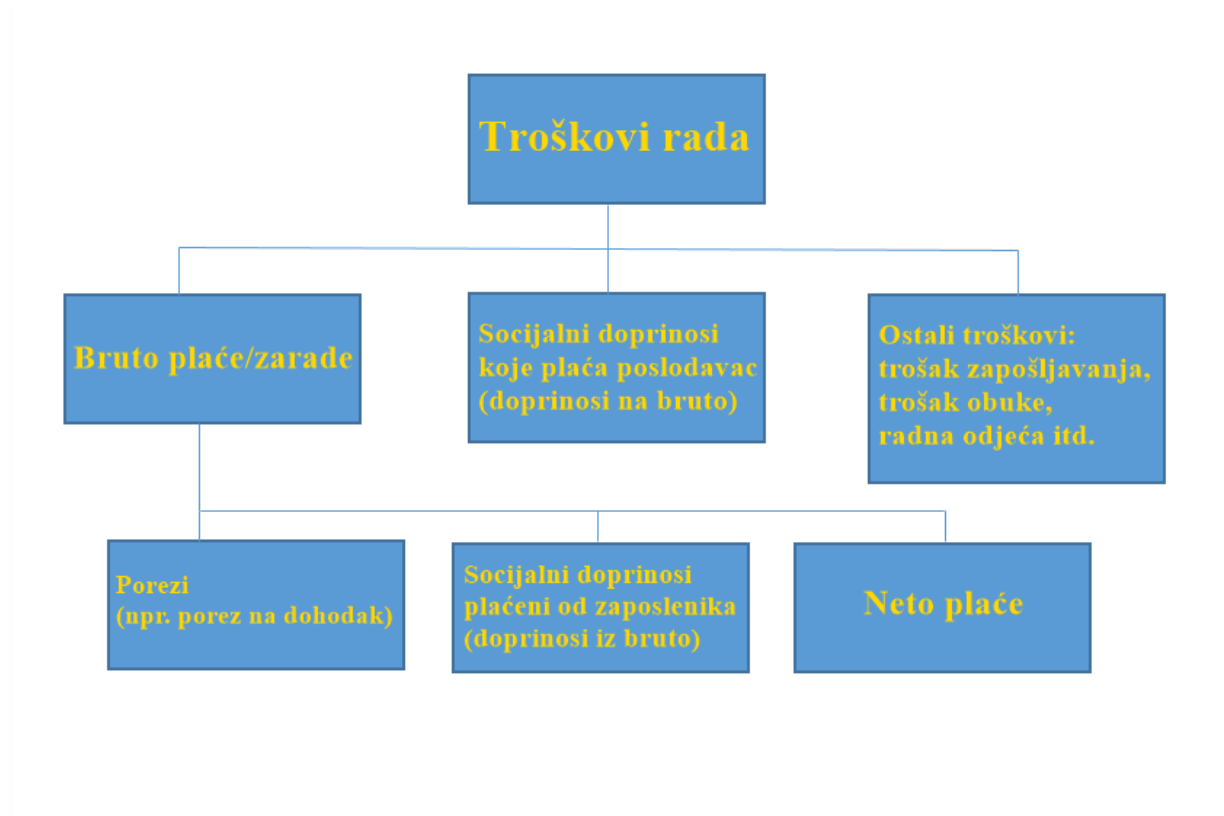 Troškovi rada
Bruto plaće/zarade
Socijalni doprinosi
koje plaća poslodavac
(doprinosi na bruto)
Ostali troškovi:
trošak zapošljavanja,
trošak obuke,
radna odjeća itd.
Porezi
(npr. porez na dohodak)
Socijalni doprinosi
plaćeni od zaposlenika
(doprinosi iz bruto)
Neto plaće